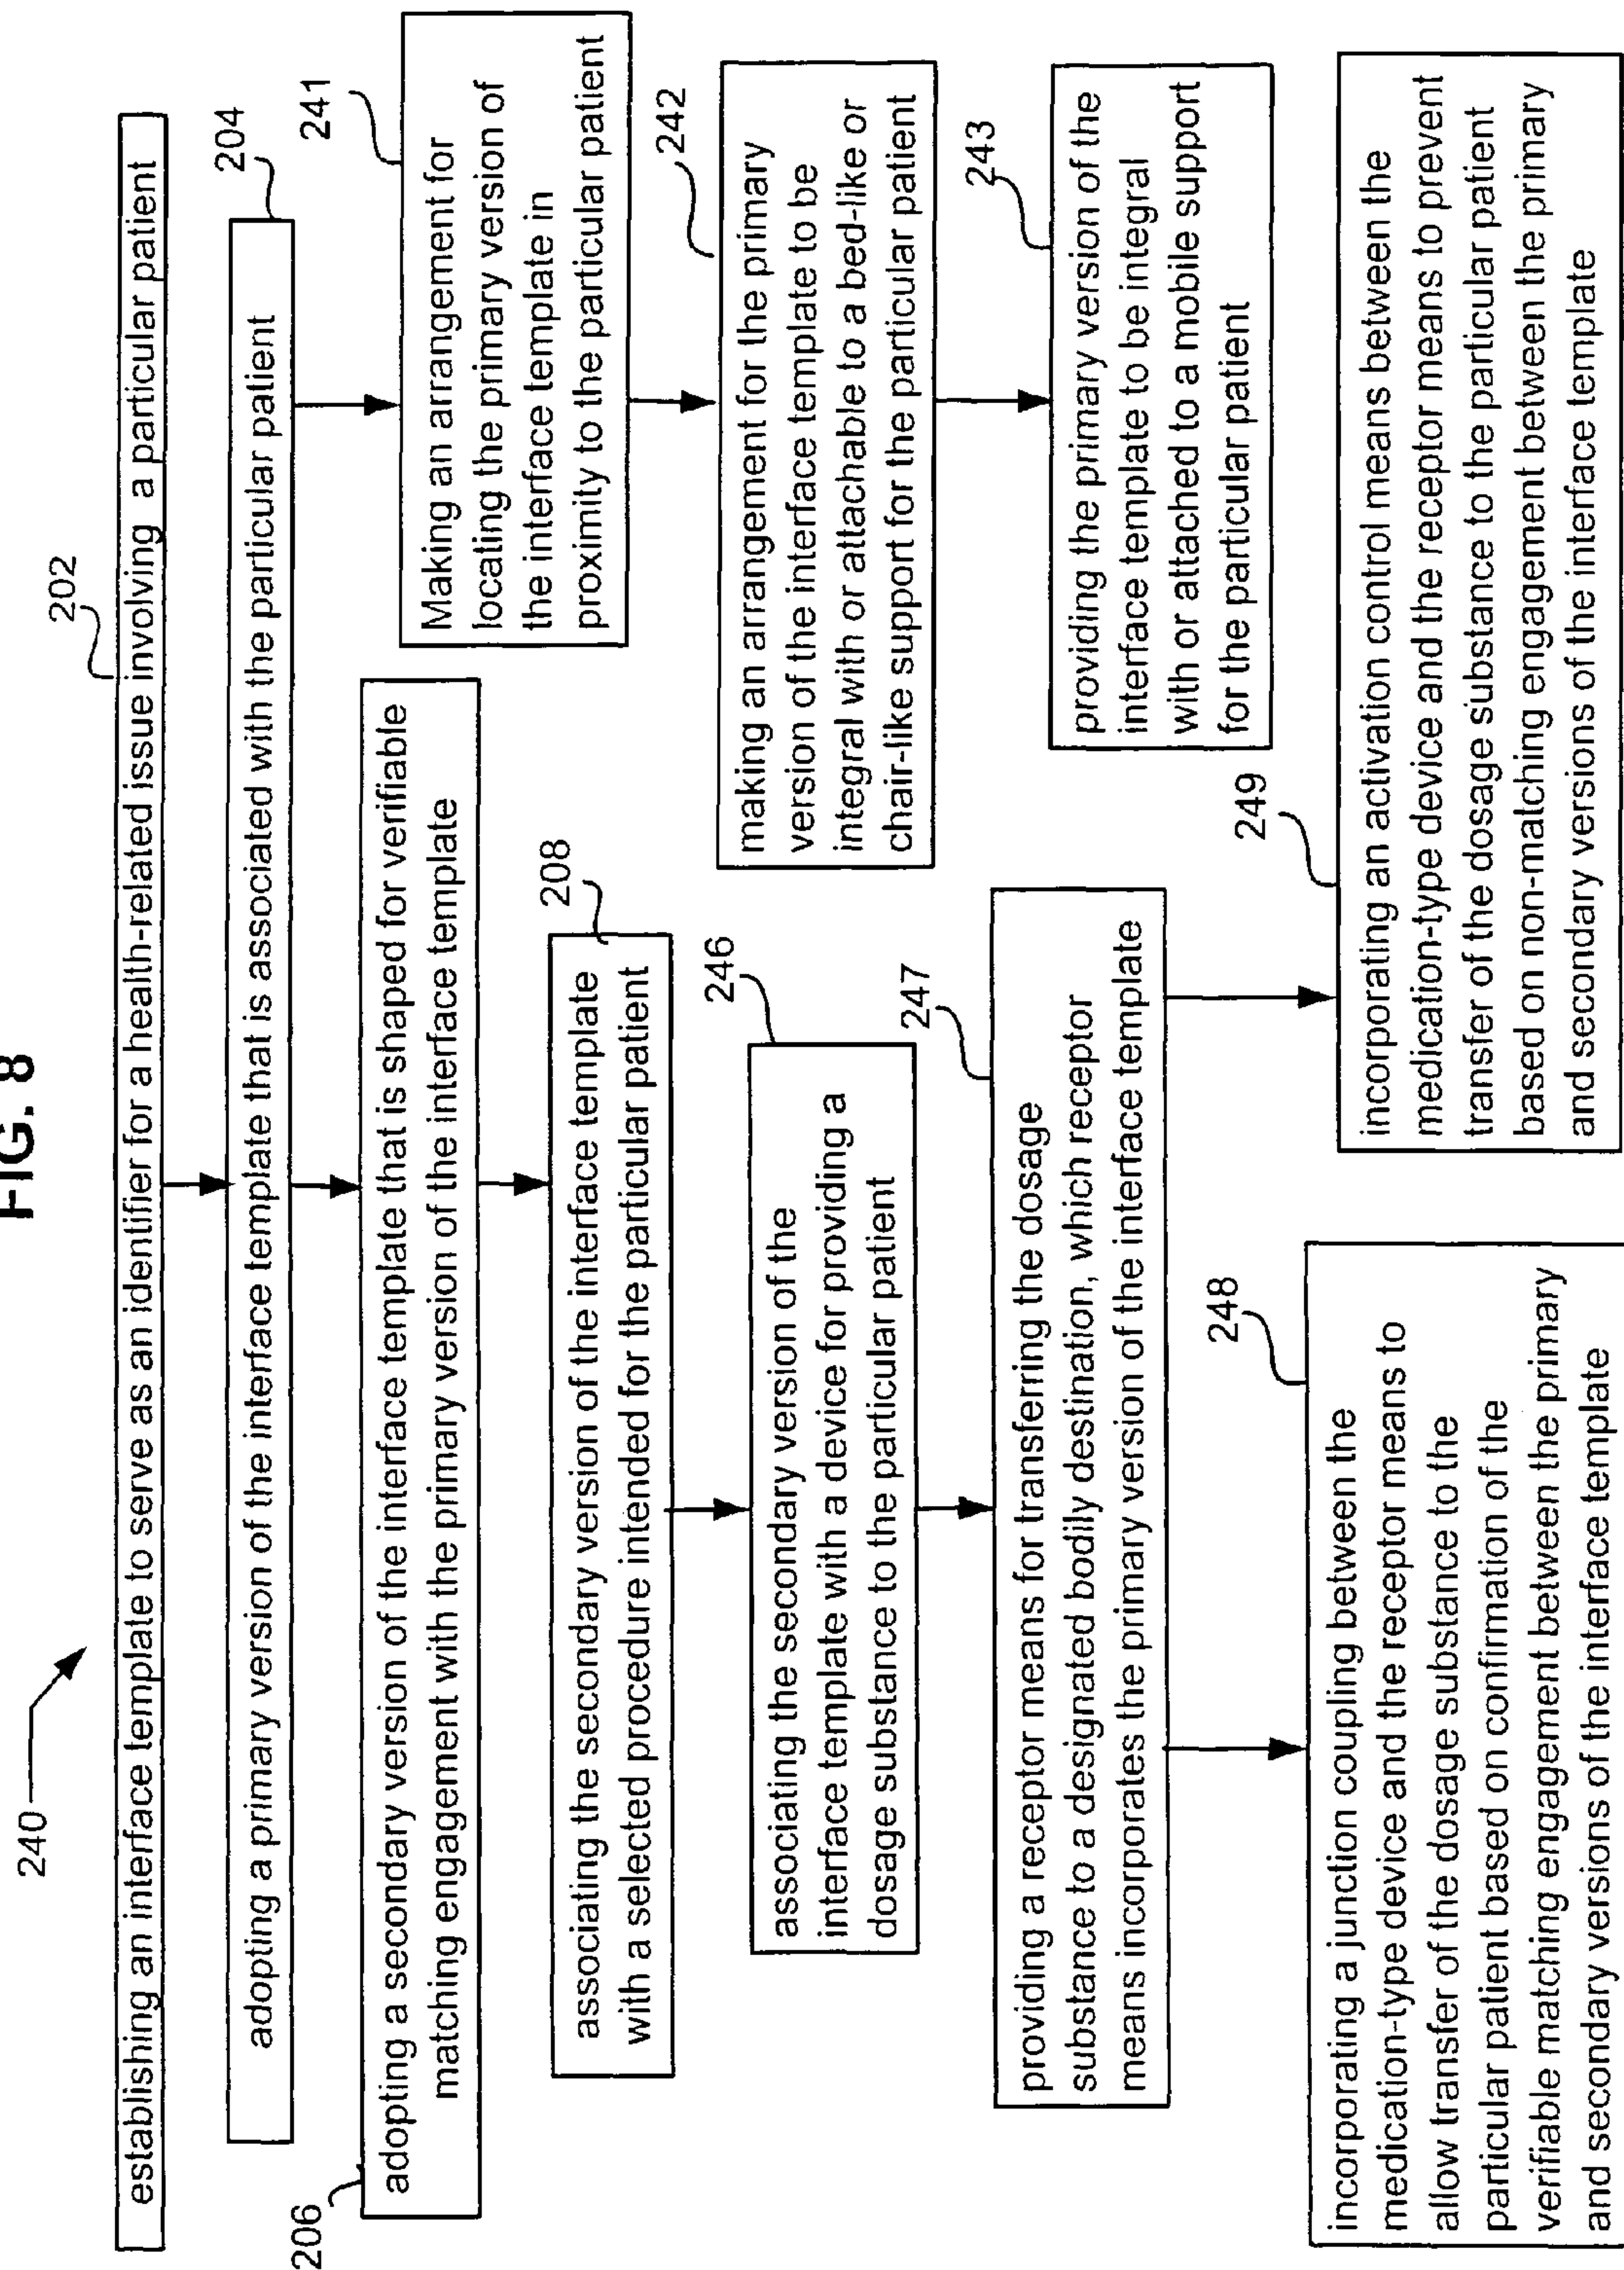 FIG. 8
240
202
establishing an interface template to serve as an identifier for a health-related issue involving a particular patient
204
adopting a primary version of the interface template that is associated with the particular patient
206
adopting a secondary version of the interface template that is shaped for verifiable
matching engagement with the primary version of the interface template
208
associating the secondary version of the interface template
with a selected procedure intended for the particular patient
241
Making an arrangement for
locating the primary version of
the interface template in
proximity to the particular patient
242
making an arrangement for the primary
version of the interface template to be
integral with or attachable to a bed-like or
chair-like support for the particular patient
243
providing the primary version of the
interface template to be integral
with or attached to a mobile support
for the particular patient
246
associating the secondary version of the
interface template with a device for providing a
dosage substance to the particular patient
247
providing a receptor means for transferring the dosage
substance to a designated bodily destination, which receptor
means incorporates the primary version of the interface template
248
incorporating a junction coupling between the
medication-type device and the receptor means to
allow transfer of the dosage substance to the
particular patient based on confirmation of the
verifiable matching engagement between the primary
and secondary versions of the interface template
249
incorporating an activation control means between the
medication-type device and the receptor means to prevent
transfer of the dosage substance to the particular patient
based on non-matching engagement between the primary
and secondary versions of the interface template